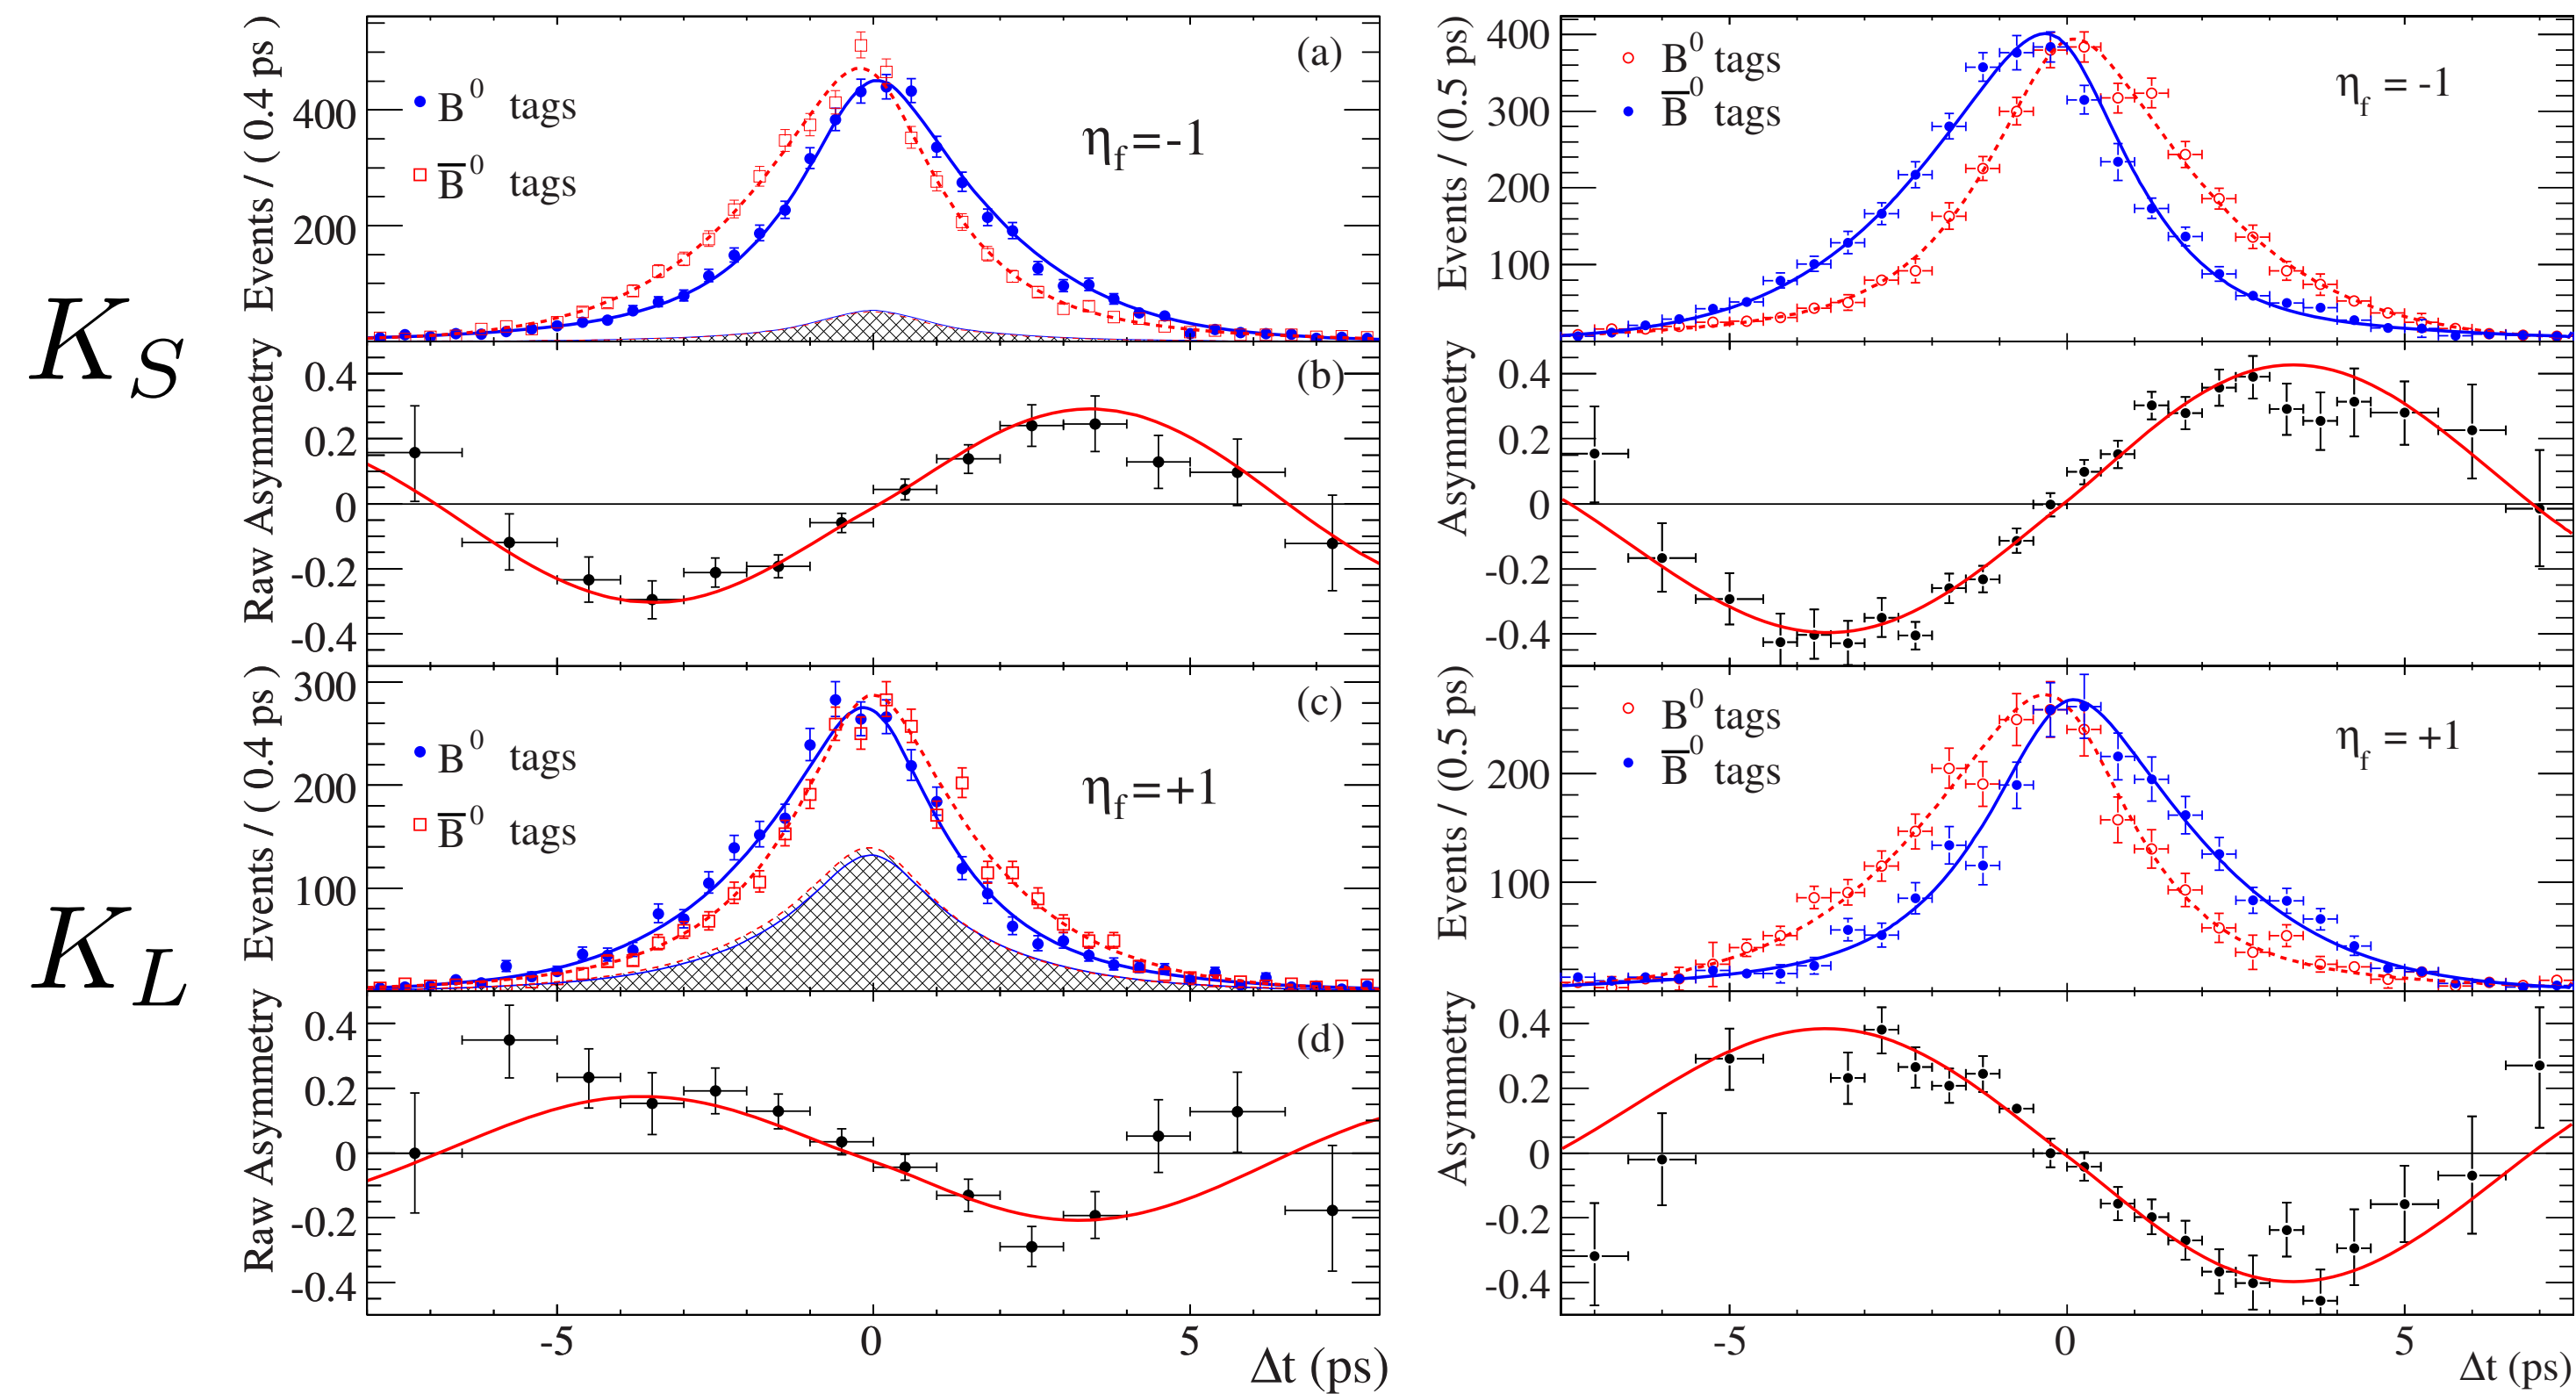 K_S
K_L
Events / ( 0.4 ps )
400
200
(a)
B⁰ tags
B̅⁰ tags
η_f =-1
Raw Asymmetry
0.4
0.2
0
-0.2
-0.4
(b)
Events / ( 0.4 ps )
300
200
100
(c)
B⁰ tags
B̅⁰ tags
η_f =+1
Raw Asymmetry
0.4
0.2
0
-0.2
-0.4
(d)
-5 0 5
Δt (ps)
Events / (0.5 ps)
400
300
200
100
B⁰ tags
B̅⁰ tags
η_f = -1
Asymmetry
0.4
0.2
0
-0.2
-0.4
Events / (0.5 ps)
200
100
B⁰ tags
B̅⁰ tags
η_f = +1
Asymmetry
0.4
0.2
0
-0.2
-0.4
-5 0 5
Δt (ps)